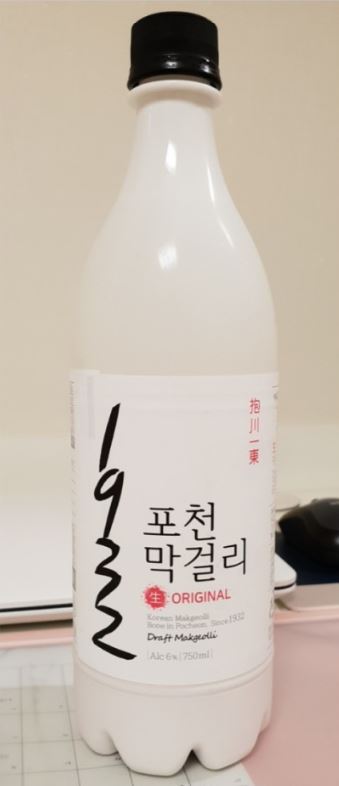 1932
抱川一東
포천
막걸리
生 ORIGINAL
Korean Makgeolli
Bone in Pocheon, Since 1932
Draft Makgeolli
Alc 6% | 750ml